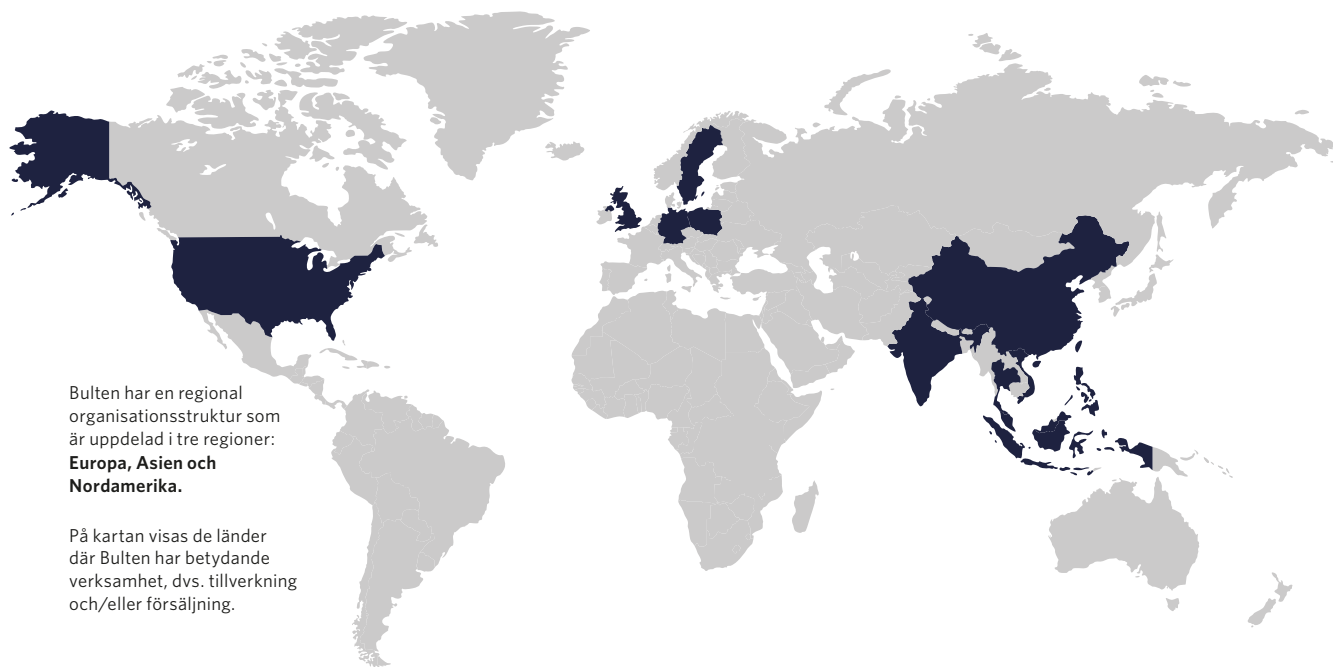 Bulten har en regional
organisationsstruktur som
är uppdelad i tre regioner:
Europa, Asien och
Nordamerika.
På kartan visas de länder
där Bulten har betydande
verksamhet, dvs. tillverkning
och/eller försäljning.